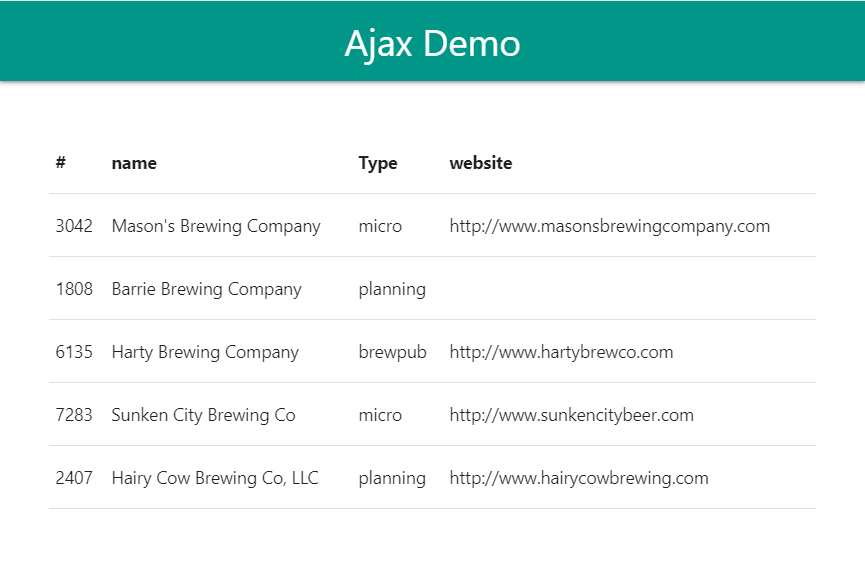 Ajax Demo
# name Type website
3042 Mason's Brewing Company micro http://www.masonsbrewingcompany.com
1808 Barrie Brewing Company planning
6135 Harty Brewing Company brewpub http://www.hartybrewco.com
7283 Sunken City Brewing Co micro http://www.sunkencitybeer.com
2407 Hairy Cow Brewing Co, LLC planning http://www.hairycowbrewing.com